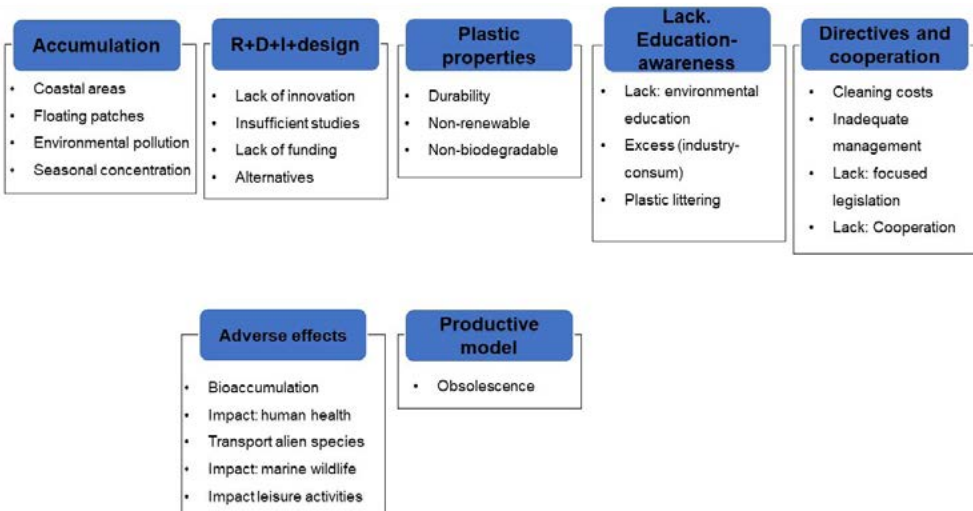 Accumulation
• Coastal areas
• Floating patches
• Environmental pollution
• Seasonal concentration
R+D+I+design
• Lack of innovation
• Insufficient studies
• Lack of funding
• Alternatives
Plastic
properties
• Durability
• Non-renewable
• Non-biodegradable
Lack.
Education-
awareness
• Lack: environmental
education
• Excess (industry-
consum)
• Plastic littering
Directives and
cooperation
• Cleaning costs
• Inadequate
management
• Lack: focused
legislation
• Lack: Cooperation
Adverse effects
• Bioaccumulation
• Impact: human health
• Transport alien species
• Impact: marine wildlife
• Impact leisure activities
Productive
model
• Obsolescence